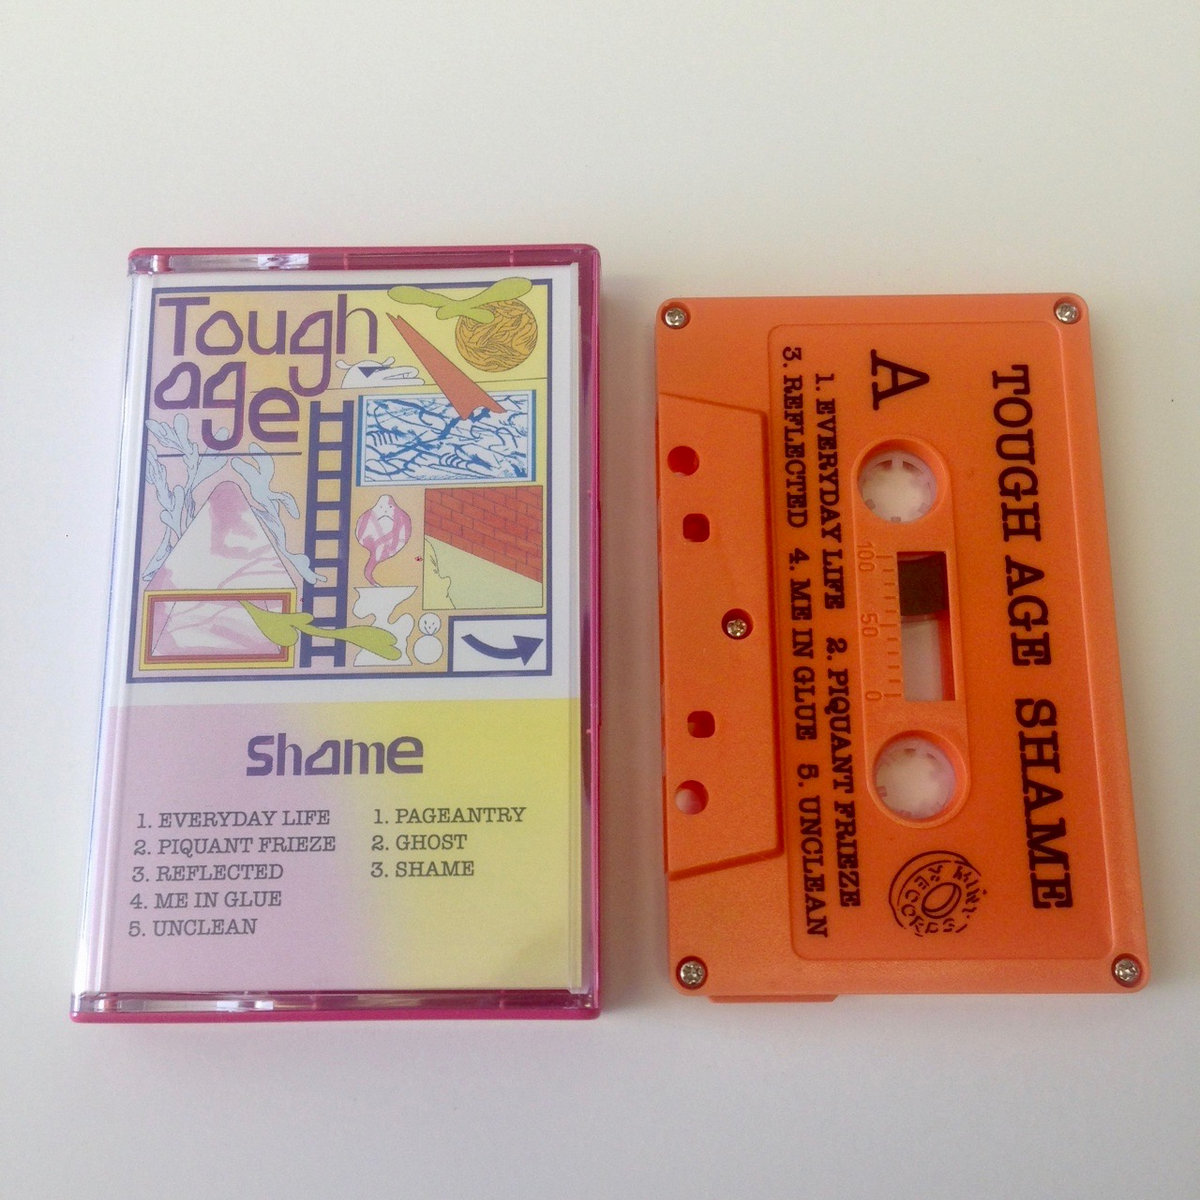 Tough
age
Shame
1. EVERYDAY LIFE
2. PIQUANT FRIEZE
3. REFLECTED
4. ME IN GLUE
5. UNCLEAN
1. PAGEANTRY
2. GHOST
3. SHAME
TOUGH AGE SHAME
A
100 50 0
1. EVERYDAY LIFE 2. PIQUANT FRIEZE
3. REFLECTED 4. ME IN GLUE 5. UNCLEAN
MINT
RECORDS